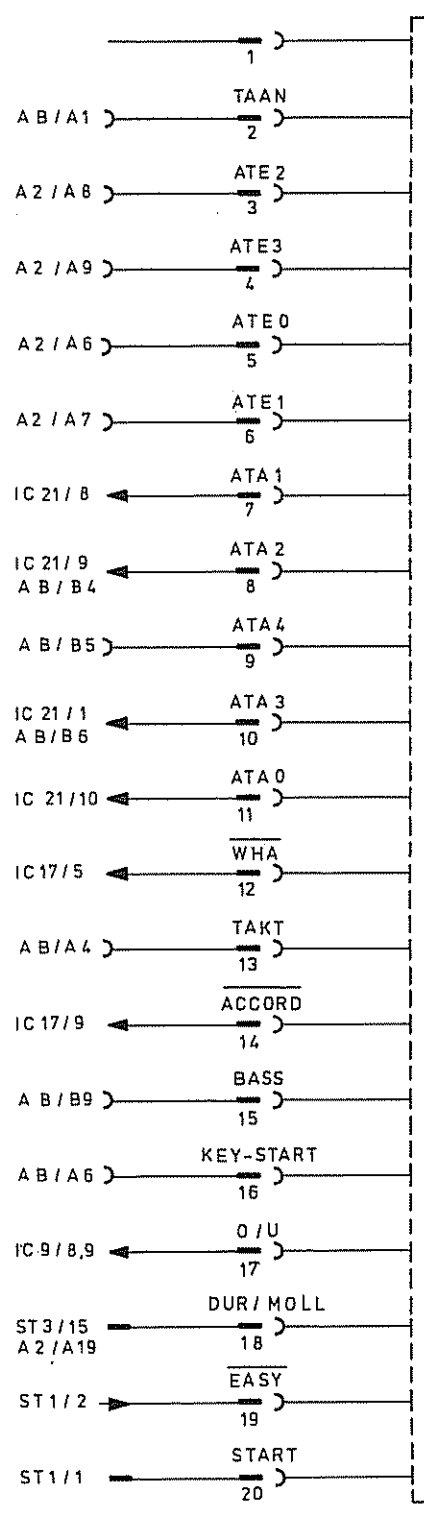 1
TAAN
AB/A1
2
ATE2
A2/A8
3
ATE3
A2/A9
4
ATE0
A2/A6
5
ATE1
A2/A7
6
ATA1
IC21/8
7
ATA2
IC21/9
AB/B4
8
ATA4
AB/B5
9
ATA3
IC21/1
AB/B6
10
ATA0
IC 21/10
11
WHA
IC17/5
12
TAKT
AB/A4
13
ACCORD
IC17/9
14
BASS
AB/B9
15
KEY-START
AB/A6
16
O/U
IC9/8,9
17
DUR/MOLL
ST3/15
A2/A19
18
EASY
ST1/2
19
START
ST1/1
20